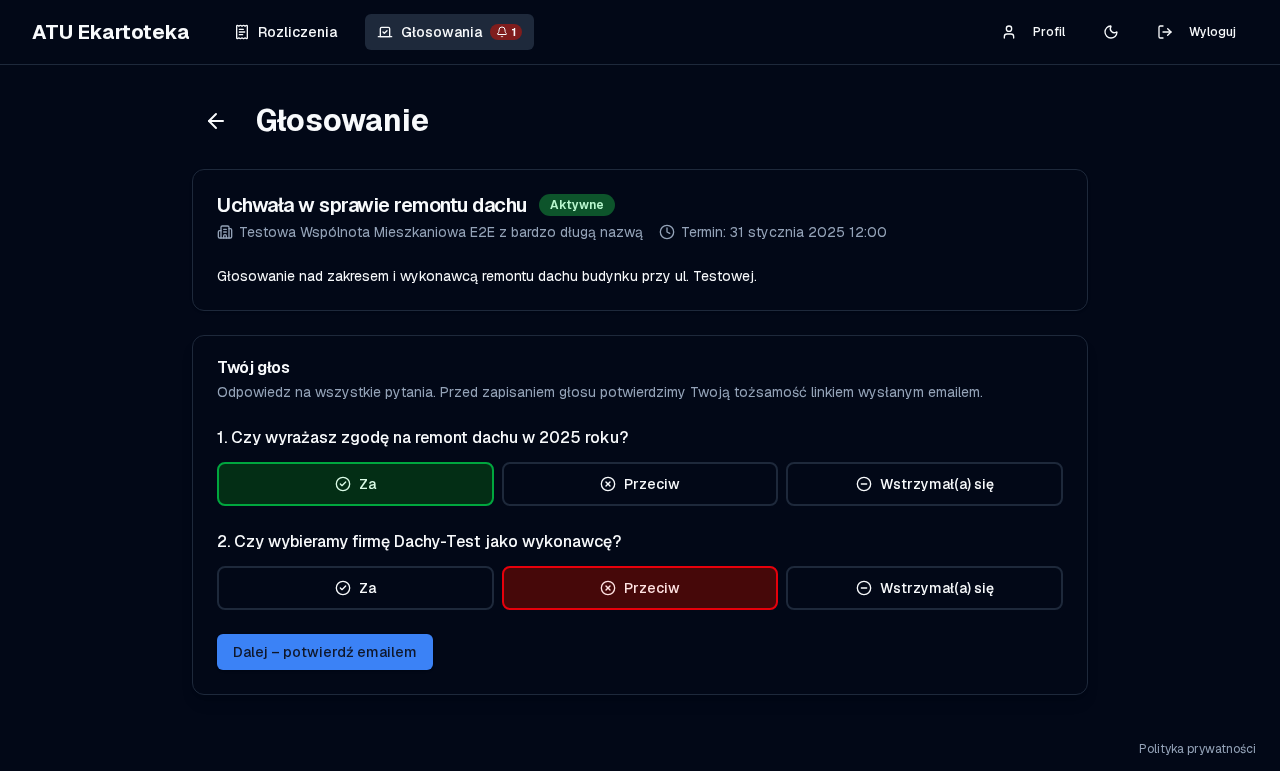 ATU Ekartoteka
Rozliczenia
Głosowania
1
Profil
Wyloguj
Głosowanie
Uchwała w sprawie remontu dachu
Aktywne
Testowa Wspólnota Mieszkaniowa E2E z bardzo długą nazwą
Termin: 31 stycznia 2025 12:00
Głosowanie nad zakresem i wykonawcą remontu dachu budynku przy ul. Testowej.
Twój głos
Odpowiedz na wszystkie pytania. Przed zapisaniem głosu potwierdzimy Twoją tożsamość linkiem wysłanym emailem.
1. Czy wyrażasz zgodę na remont dachu w 2025 roku?
Za
Przeciw
Wstrzymał(a) się
2. Czy wybieramy firmę Dachy-Test jako wykonawcę?
Za
Przeciw
Wstrzymał(a) się
Dalej – potwierdź emailem
Polityka prywatności